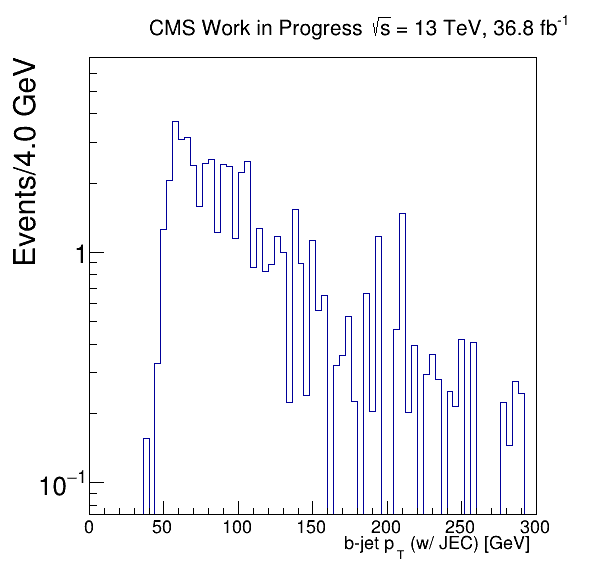 CMS Work in Progress √s = 13 TeV, 36.8 fb⁻¹
Events/4.0 GeV
1
10⁻¹
0 50 100 150 200 250 300
b-jet p_T (w/ JEC) [GeV]